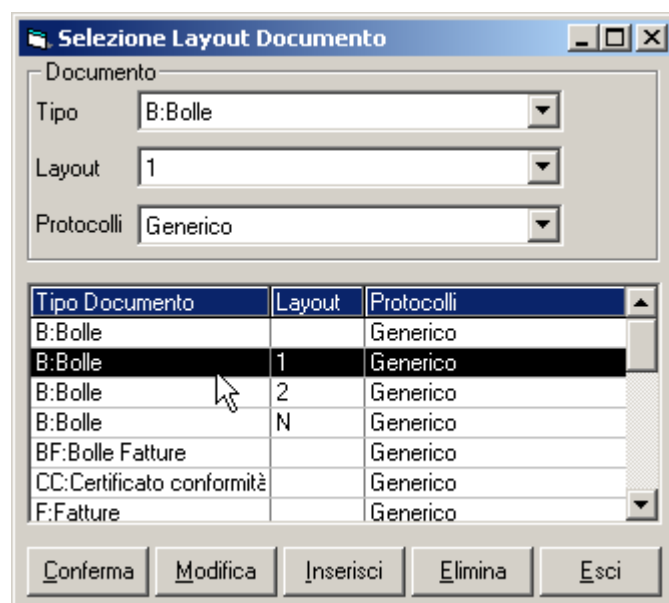 Selezione Layout Documento
Documento
Tipo B:Bolle
Layout 1
Protocolli Generico
Tipo Documento Layout Protocolli
B:Bolle Generico
B:Bolle 1 Generico
B:Bolle 2 Generico
B:Bolle N Generico
BF:Bolle Fatture Generico
CC:Certificato conformità Generico
F:Fatture Generico
Conferma Modifica Inserisci Elimina Esci